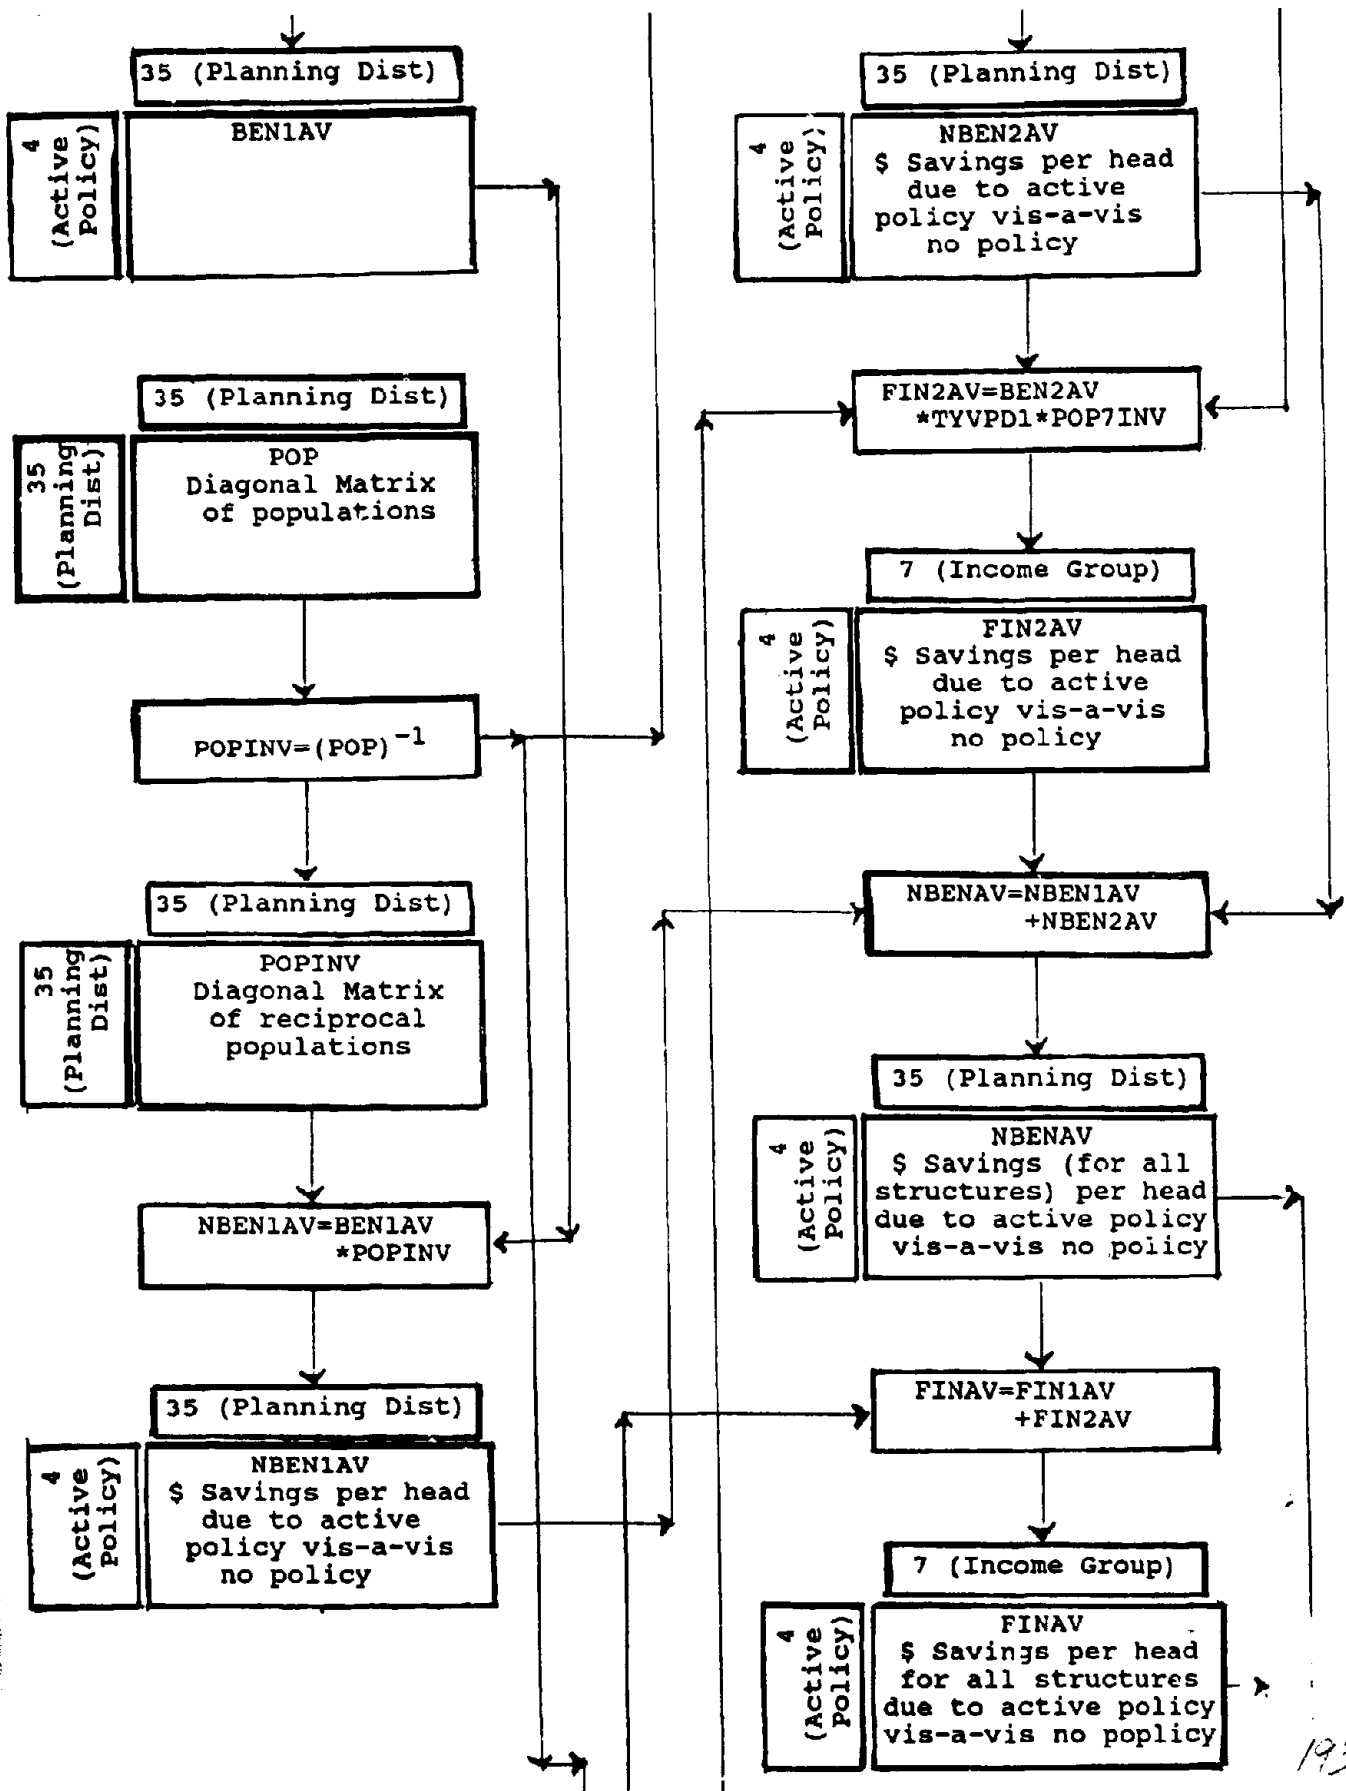 35 (Planning Dist)
4
(Active
Policy)
BEN1AV
35 (Planning Dist)
35
(Planning
Dist)
POP
Diagonal Matrix
of populations
POPINV=(POP)⁻¹
35 (Planning Dist)
35
(Planning
Dist)
POPINV
Diagonal Matrix
of reciprocal
populations
NBEN1AV=BEN1AV
*POPINV
35 (Planning Dist)
4
(Active
Policy)
NBEN1AV
$ Savings per head
due to active
policy vis-a-vis
no policy
35 (Planning Dist)
4
(Active
Policy)
NBEN2AV
$ Savings per head
due to active
policy vis-a-vis
no policy
FIN2AV=BEN2AV
*TYVPD1*POP7INV
7 (Income Group)
4
(Active
Policy)
FIN2AV
$ Savings per head
due to active
policy vis-a-vis
no policy
NBENAV=NBEN1AV
+NBEN2AV
35 (Planning Dist)
4
(Active
Policy)
NBENAV
$ Savings (for all
structures) per head
due to active policy
vis-a-vis no policy
FINAV=FIN1AV
+FIN2AV
7 (Income Group)
4
(Active
Policy)
FINAV
$ Savings per head
for all structures
due to active policy
vis-a-vis no poplicy